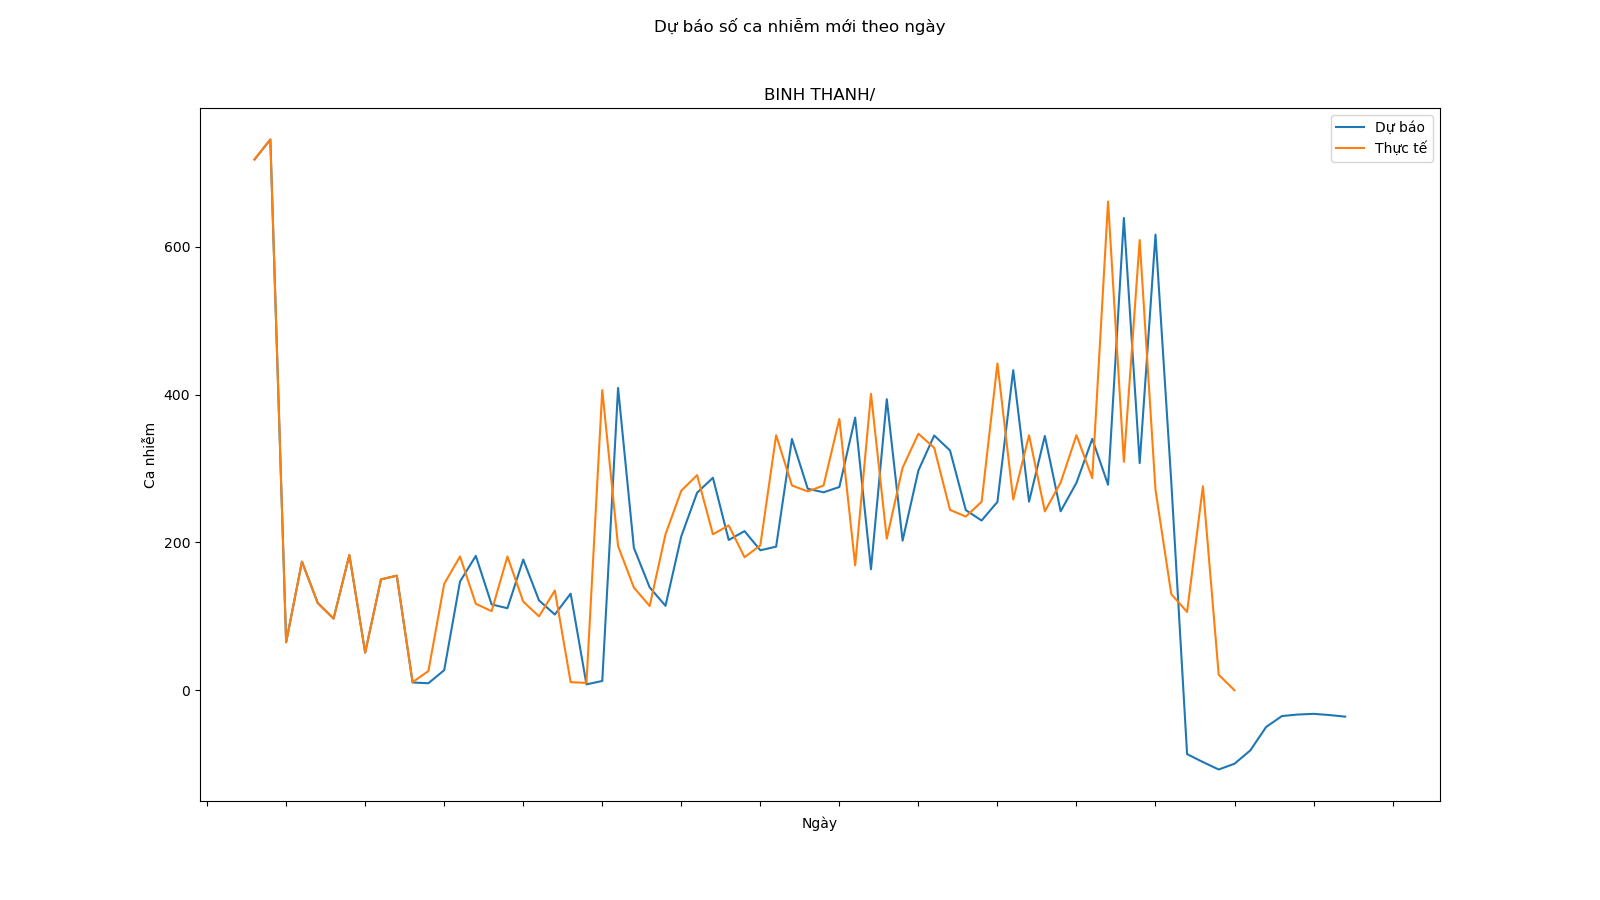 Dự báo số ca nhiễm mới theo ngày
BINH THANH/
Dự báo
Thực tế
600
400
200
0
Ca nhiễm
Ngày